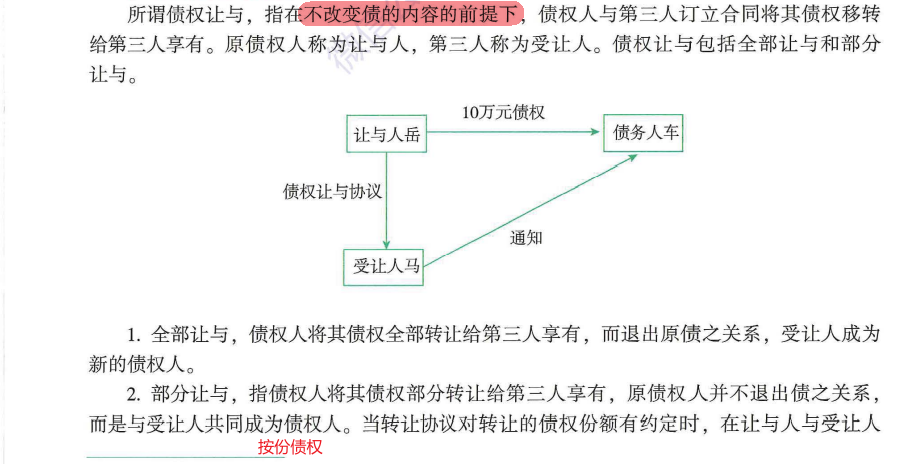 所谓债权让与，指在不改变债的内容的前提下，债权人与第三人订立合同将其债权移转
给第三人享有。原债权人称为让与人，第三人称为受让人。债权让与包括全部让与和部分
让与。
10万元债权
让与人岳
债务人车
债权让与协议
通知
受让人马
1. 全部让与，债权人将其债权全部转让给第三人享有，而退出原债之关系，受让人成为
新的债权人。
2. 部分让与，指债权人将其债权部分转让给第三人享有，原债权人并不退出债之关系，
而是与受让人共同成为债权人。当转让协议对转让的债权份额有约定时，在让与人与受让人
按份债权